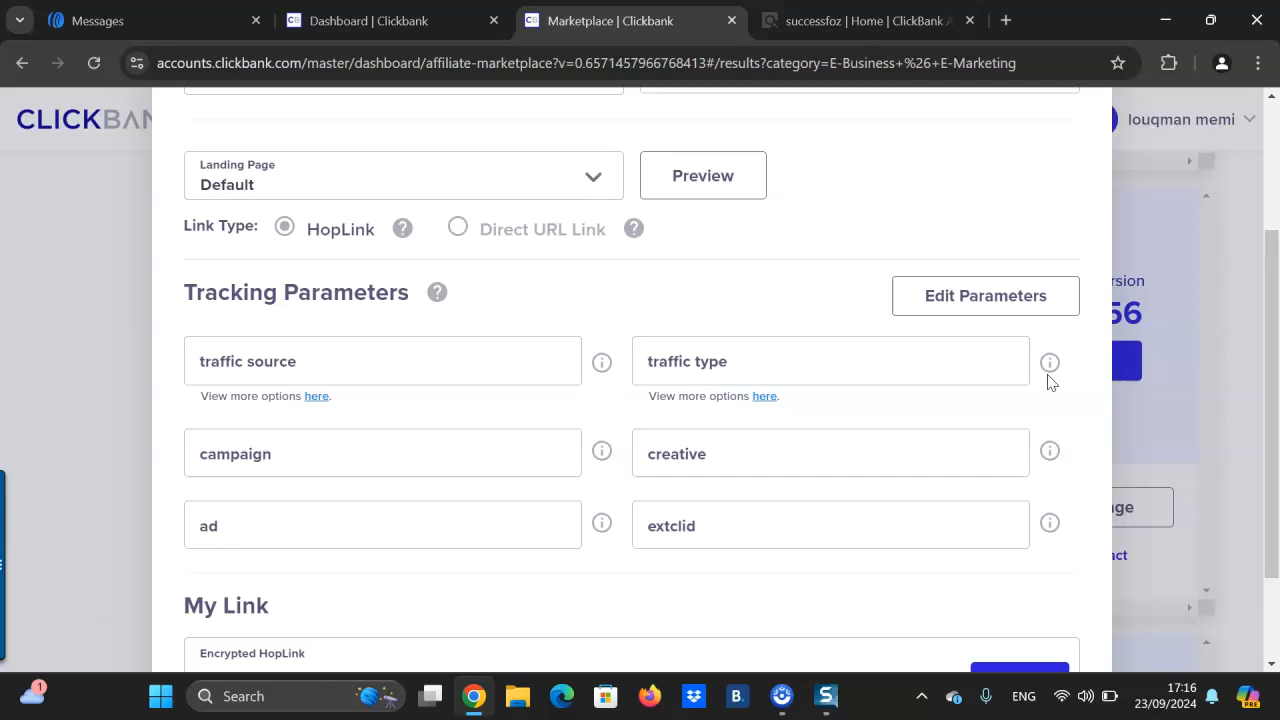 Messages
Dashboard | Clickbank
Marketplace | Clickbank
successfoz | Home | ClickBank A
accounts.clickbank.com/master/dashboard/affiliate-marketplace?v=0.6571457966768413#/results?category=E-Business+%26+E-Marketing
CLICKBAN
louqman memi
Landing Page
Default
Preview
Link Type:
HopLink
Direct URL Link
rsion
56
Tracking Parameters
Edit Parameters
traffic source
traffic type
View more options here.
View more options here.
campaign
creative
ge
ad
extclid
act
My Link
Encrypted HopLink
1
Search
B.
S
ENG
17:16
23/09/2024
PRE